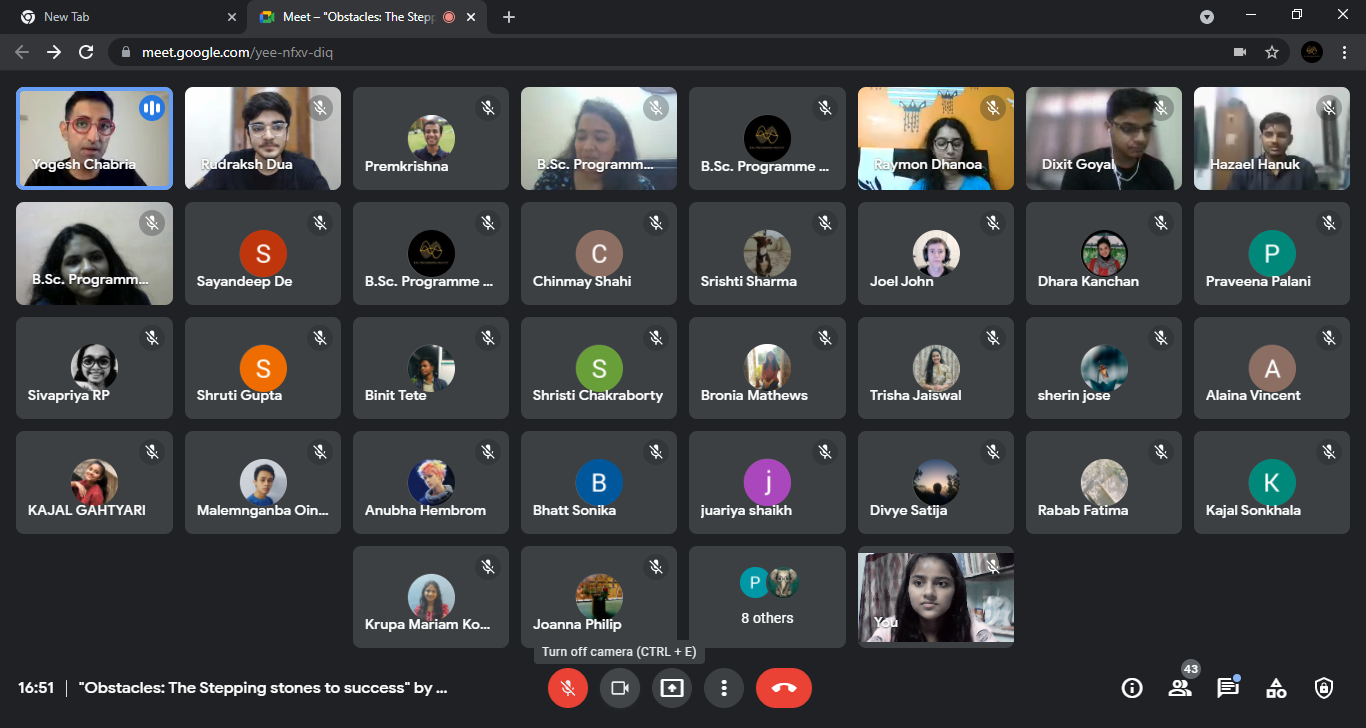 New Tab
Meet – "Obstacles: The Stepp
meet.google.com/yee-nfxv-diq
Yogesh Chabria
Rudraksh Dua
Premkrishna
B.Sc. Programm...
B.Sc. Programme ...
Raymon Dhanoa
Dixit Goyal
Hazael Hanuk
B.Sc. Programm...
S
Sayandeep De
B.Sc. Programme ...
C
Chinmay Shahi
Srishti Sharma
Joel John
Dhara Kanchan
P
Praveena Palani
Sivapriya RP
S
Shruti Gupta
Binit Tete
S
Shristi Chakraborty
Bronia Mathews
Trisha Jaiswal
sherin jose
A
Alaina Vincent
KAJAL GAHTYARI
Malemnganba Oin...
Anubha Hembrom
B
Bhatt Sonika
j
juariya shaikh
Divye Satija
Rabab Fatima
K
Kajal Sonkhala
Krupa Mariam Ko...
Joanna Philip
P
8 others
You
Turn off camera (CTRL + E)
16:51
"Obstacles: The Stepping stones to success" by ...
43